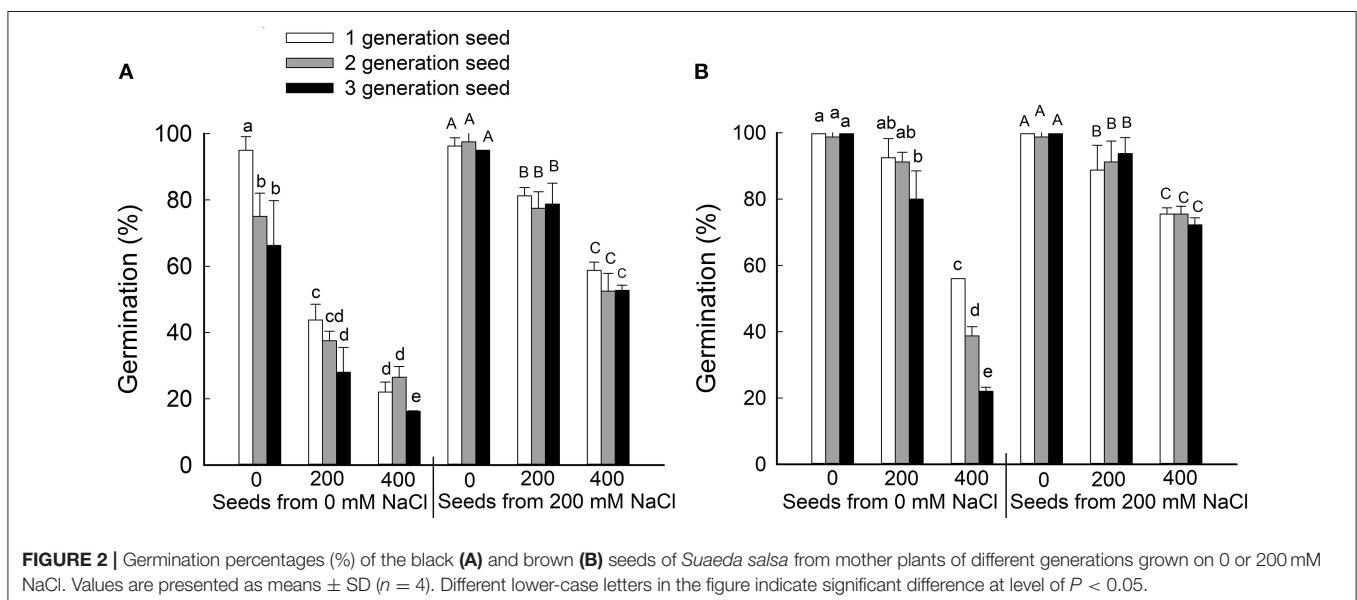 1 generation seed
2 generation seed
3 generation seed
A
Germination (%)
100
80
60
40
20
0
a
b
b
c
cd
d
d
d
e
A
A
A
B
B
B
C
C
C
0
200
400
0
200
400
Seeds from 0 mM NaCl
Seeds from 200 mM NaCl
B
Germination (%)
100
80
60
40
20
0
a
a
a
ab
ab
b
c
d
e
A
A
A
B
B
B
C
C
C
0
200
400
0
200
400
Seeds from 0 mM NaCl
Seeds from 200 mM NaCl
FIGURE 2 | Germination percentages (%) of the black (A) and brown (B) seeds of Suaeda salsa from mother plants of different generations grown on 0 or 200 mM
NaCl. Values are presented as means ± SD (n = 4). Different lower-case letters in the figure indicate significant difference at level of P < 0.05.